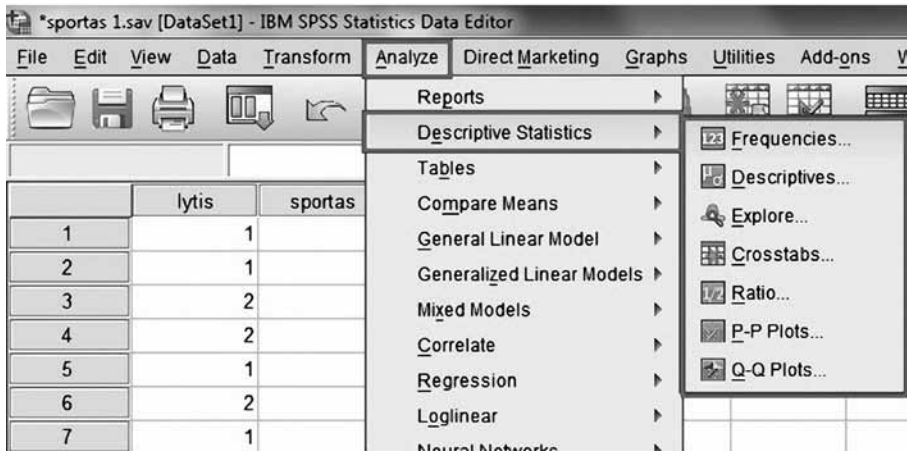 *sportas 1.sav [DataSet1] - IBM SPSS Statistics Data Editor
File Edit View Data Transform Analyze Direct Marketing Graphs Utilities Add-ons
Reports
Descriptive Statistics
Tables
Compare Means
General Linear Model
Generalized Linear Models
Mixed Models
Correlate
Regression
Loglinear
Neural Networks
Frequencies...
Descriptives...
Explore...
Crosstabs...
Ratio...
P-P Plots...
Q-Q Plots...
lytis sportas
1 1
2 1
3 2
4 2
5 1
6 2
7 1